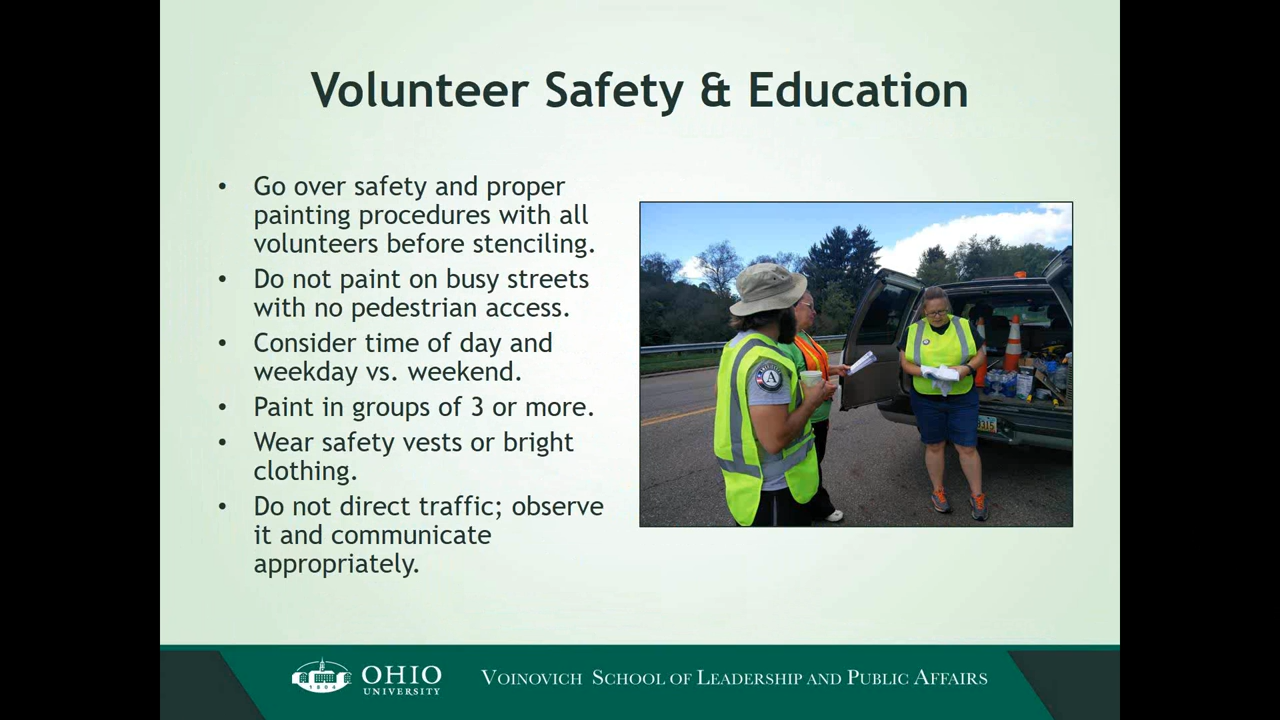 Volunteer Safety & Education
• Go over safety and proper
painting procedures with all
volunteers before stenciling.
• Do not paint on busy streets
with no pedestrian access.
• Consider time of day and
weekday vs. weekend.
• Paint in groups of 3 or more.
• Wear safety vests or bright
clothing.
• Do not direct traffic; observe
it and communicate
appropriately.
A
1804
OHIO
UNIVERSITY
VOINOVICH SCHOOL OF LEADERSHIP AND PUBLIC AFFAIRS